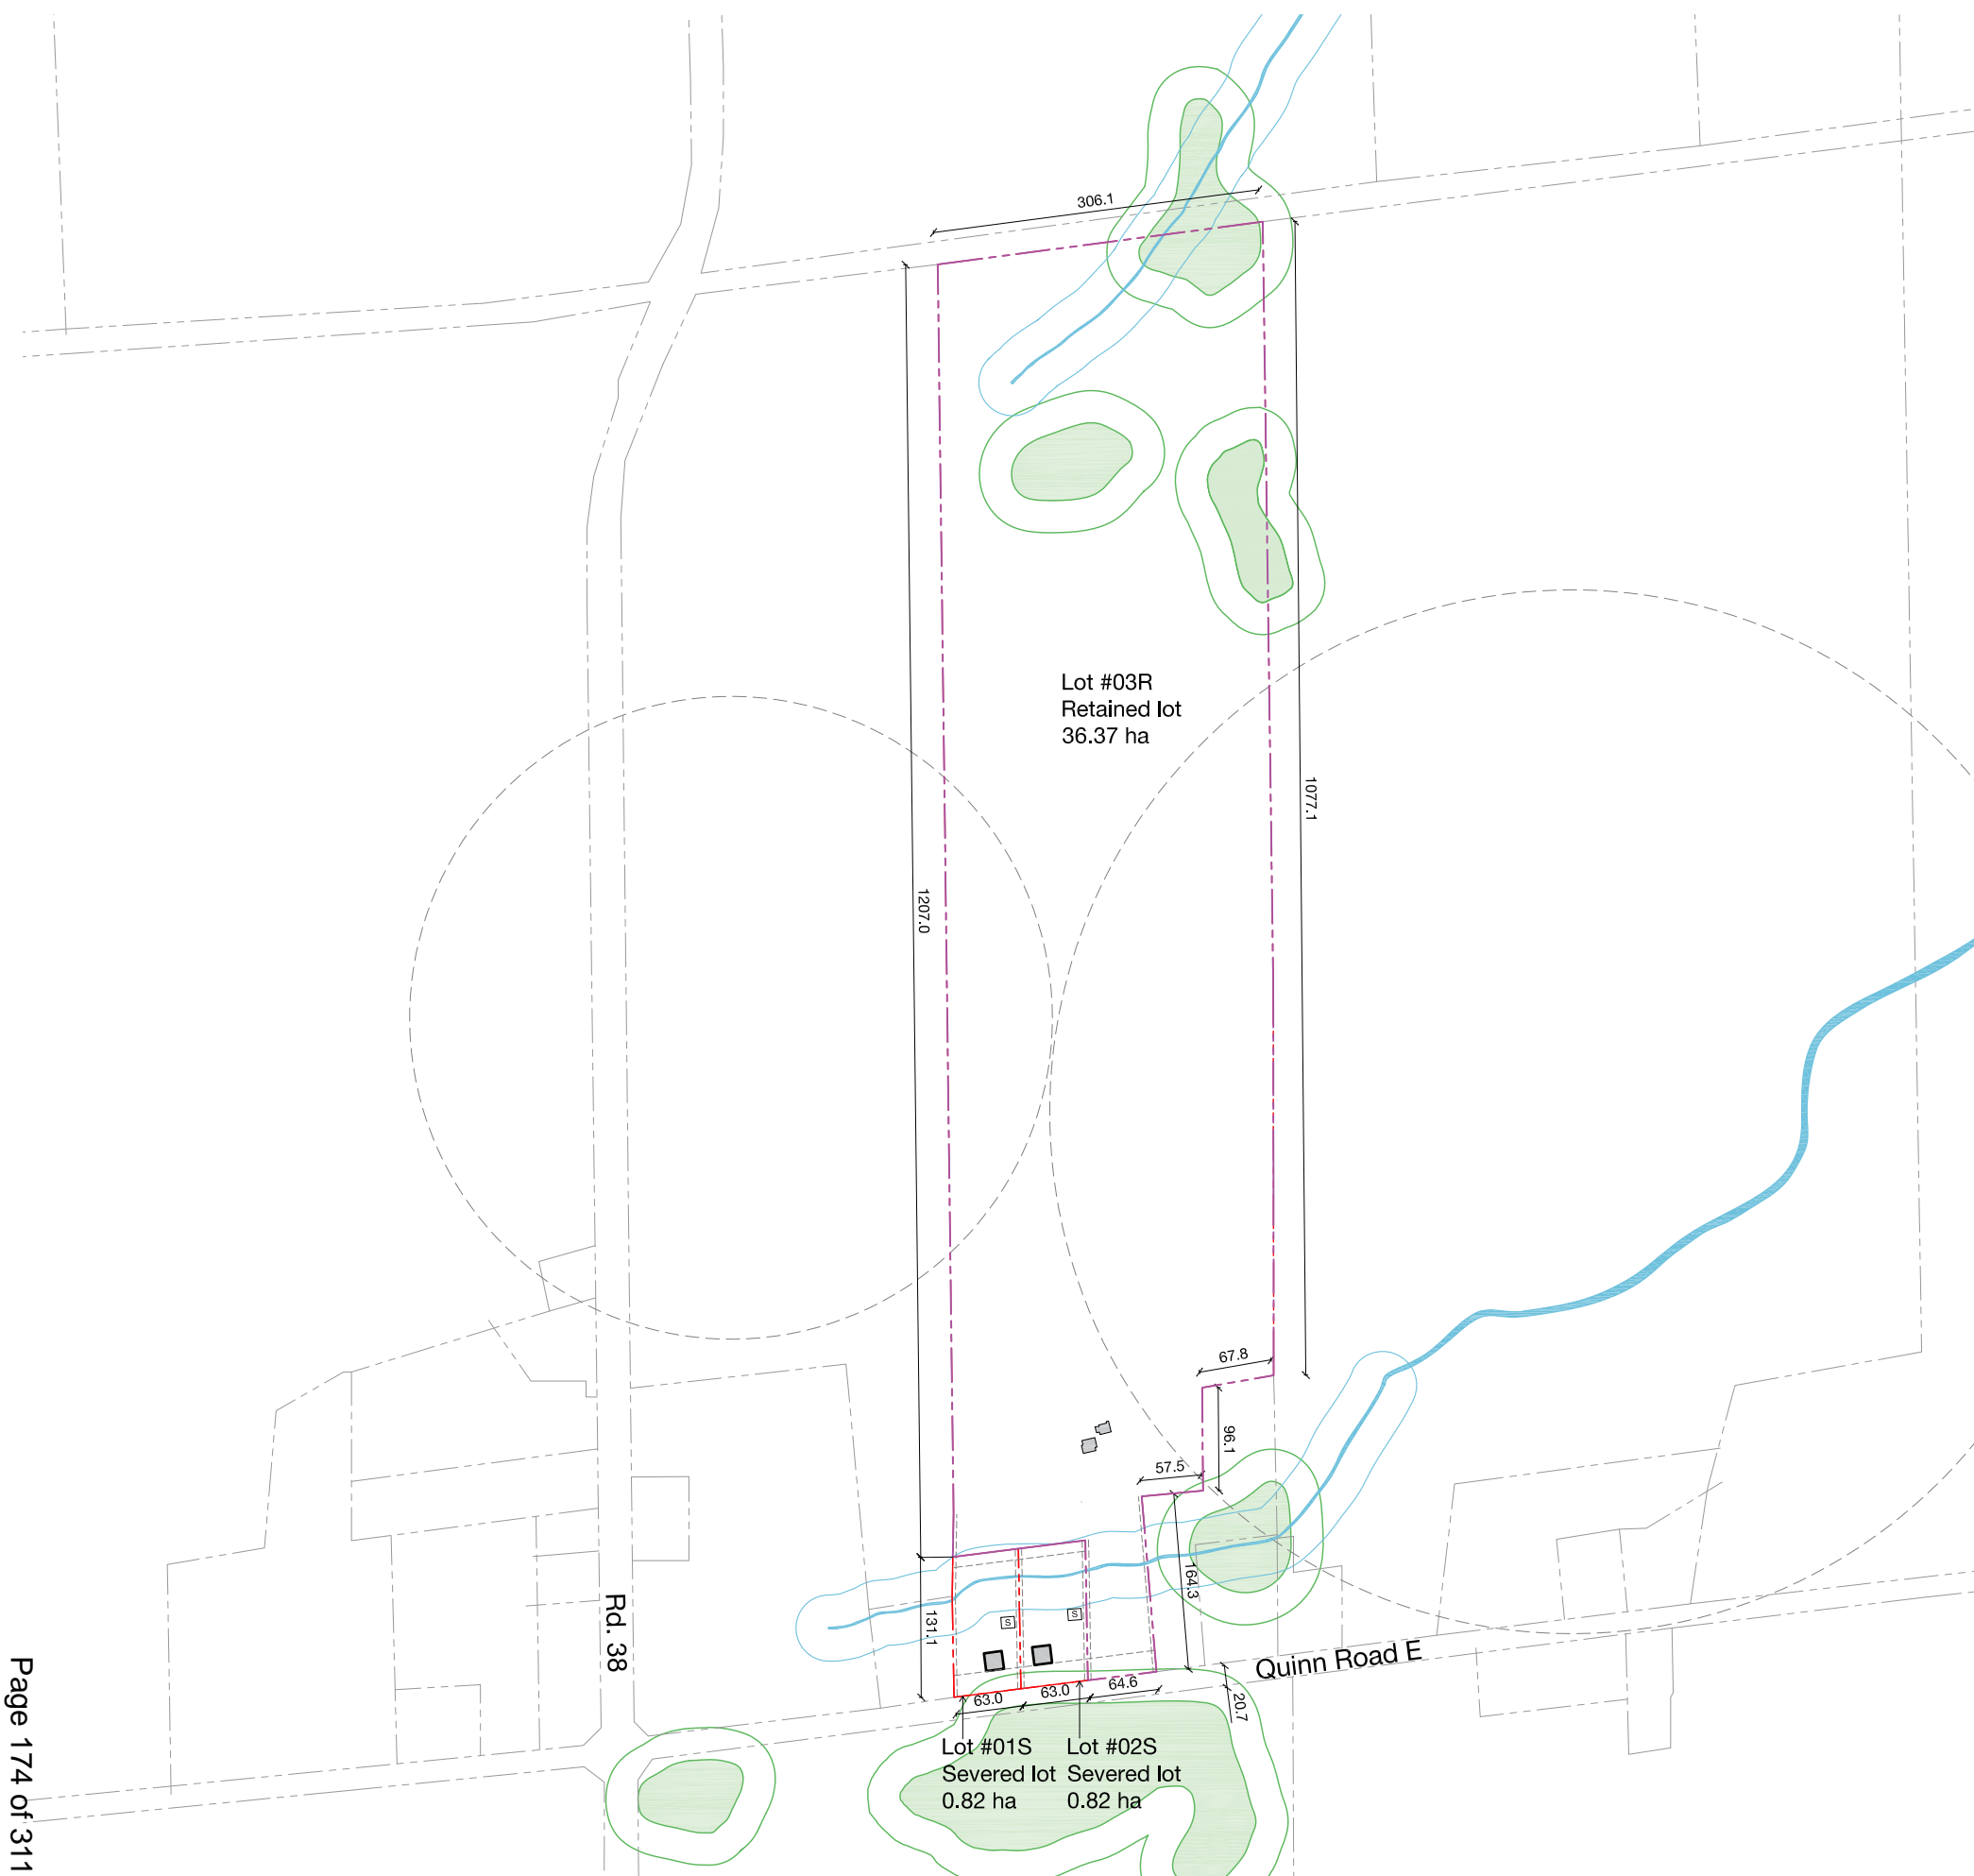 306.1
Lot #03R
Retained lot
36.37 ha
1077.1
1207.0
67.8
96.1
57.5
164.3
S
S
131.1
Rd. 38
Quinn Road E
63.0
63.0
64.6
20.7
Lot #01S
Severed lot
0.82 ha
Lot #02S
Severed lot
0.82 ha
Page 174 of 311